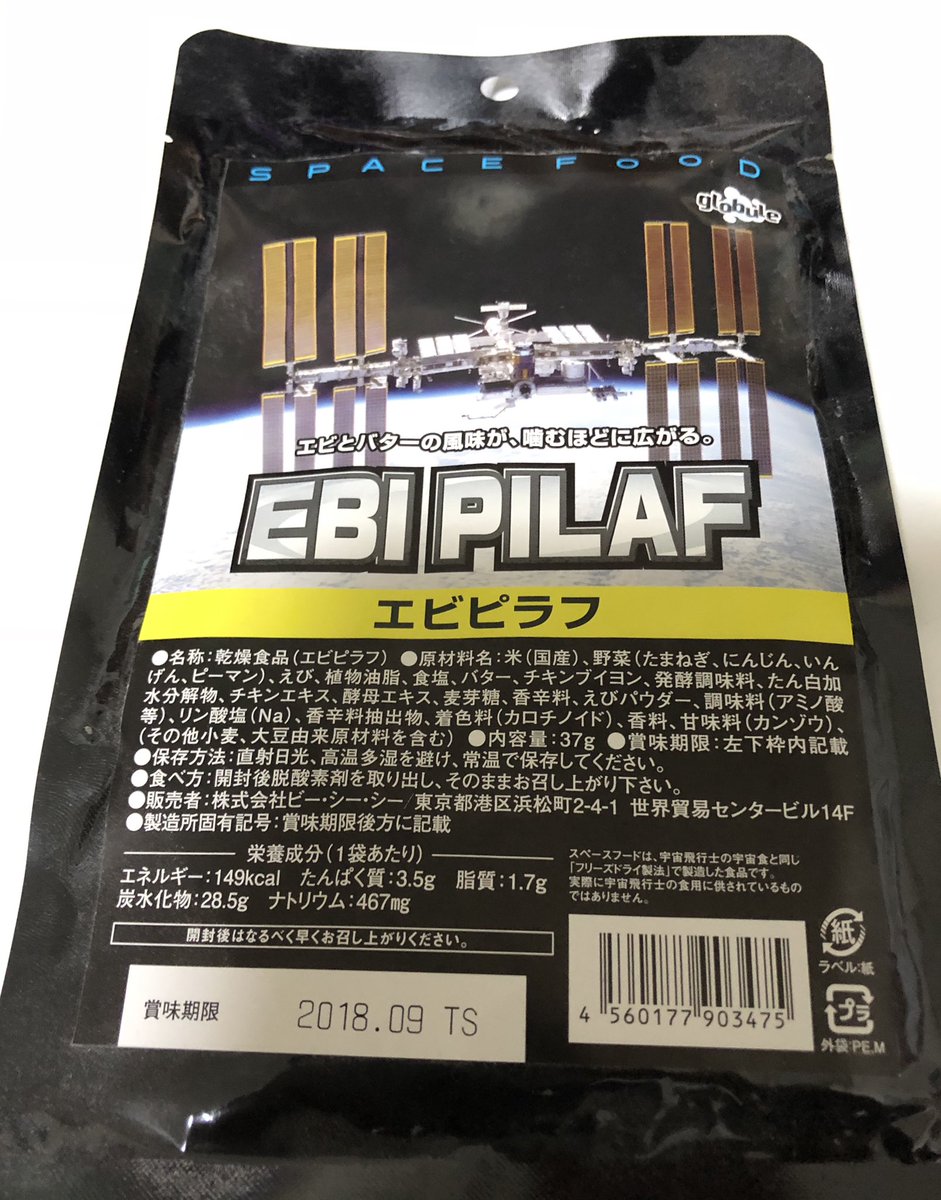 SPACE FOOD
globule
エビとバターの風味が、噛むほどに広がる。
EBI PILAF
エビピラフ
●名称：乾燥食品（エビピラフ） ●原材料名：米（国産）、野菜（たまねぎ、にんじん、いん
げん、ピーマン）、えび、植物油脂、食塩、バター、チキンブイヨン、発酵調味料、たん白加
水分解物、チキンエキス、酵母エキス、麦芽糖、香辛料、えびパウダー、調味料（アミノ酸
等）、リン酸塩（Na）、香辛料抽出物、着色料（カロチノイド）、香料、甘味料（カンゾウ）、
（その他小麦、大豆由来原材料を含む） ●内容量：37g ●賞味期限：左下枠内記載
●保存方法：直射日光、高温多湿を避け、常温で保存してください。
●食べ方：開封後脱酸素剤を取り出し、そのままお召し上がり下さい。
●販売者：株式会社ビー・シー・シー/東京都港区浜松町2-4-1 世界貿易センタービル14F
●製造所固有記号：賞味期限後方に記載
栄養成分（1袋あたり）
エネルギー：149kcal たんぱく質：3.5g 脂質：1.7g
炭水化物：28.5g ナトリウム：467mg
スペースフードは、宇宙飛行士の宇宙食と同じ
「フリーズドライ製法」で製造した食品です。
実際に宇宙飛行士の食用に供されているもの
ではありません。
開封後はなるべく早くお召し上がりください。
賞味期限 2018.09 TS
4 560177 903475
紙
ラベル：紙
プラ
外袋：PE,M